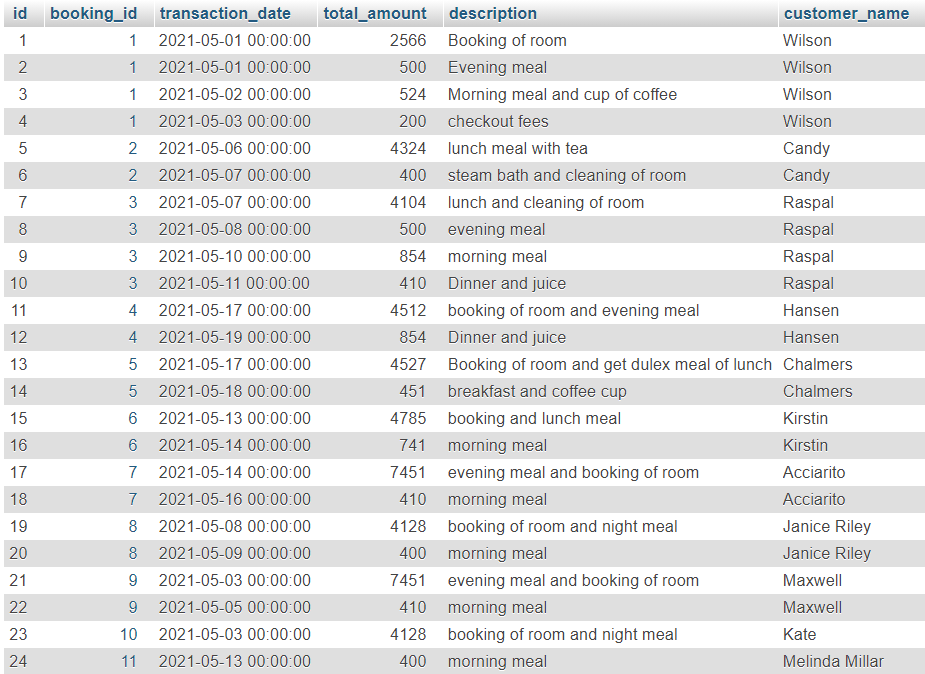 id booking_id transaction_date total_amount description customer_name
1 1 2021-05-01 00:00:00 2566 Booking of room Wilson
2 1 2021-05-01 00:00:00 500 Evening meal Wilson
3 1 2021-05-02 00:00:00 524 Morning meal and cup of coffee Wilson
4 1 2021-05-03 00:00:00 200 checkout fees Wilson
5 2 2021-05-06 00:00:00 4324 lunch meal with tea Candy
6 2 2021-05-07 00:00:00 400 steam bath and cleaning of room Candy
7 3 2021-05-07 00:00:00 4104 lunch and cleaning of room Raspal
8 3 2021-05-08 00:00:00 500 evening meal Raspal
9 3 2021-05-10 00:00:00 854 morning meal Raspal
10 3 2021-05-11 00:00:00 410 Dinner and juice Raspal
11 4 2021-05-17 00:00:00 4512 booking of room and evening meal Hansen
12 4 2021-05-19 00:00:00 854 Dinner and juice Hansen
13 5 2021-05-17 00:00:00 4527 Booking of room and get dulex meal of lunch Chalmers
14 5 2021-05-18 00:00:00 451 breakfast and coffee cup Chalmers
15 6 2021-05-13 00:00:00 4785 booking and lunch meal Kirstin
16 6 2021-05-14 00:00:00 741 morning meal Kirstin
17 7 2021-05-14 00:00:00 7451 evening meal and booking of room Acciarito
18 7 2021-05-16 00:00:00 410 morning meal Acciarito
19 8 2021-05-08 00:00:00 4128 booking of room and night meal Janice Riley
20 8 2021-05-09 00:00:00 400 morning meal Janice Riley
21 9 2021-05-03 00:00:00 7451 evening meal and booking of room Maxwell
22 9 2021-05-05 00:00:00 410 morning meal Maxwell
23 10 2021-05-03 00:00:00 4128 booking of room and night meal Kate
24 11 2021-05-13 00:00:00 400 morning meal Melinda Millar